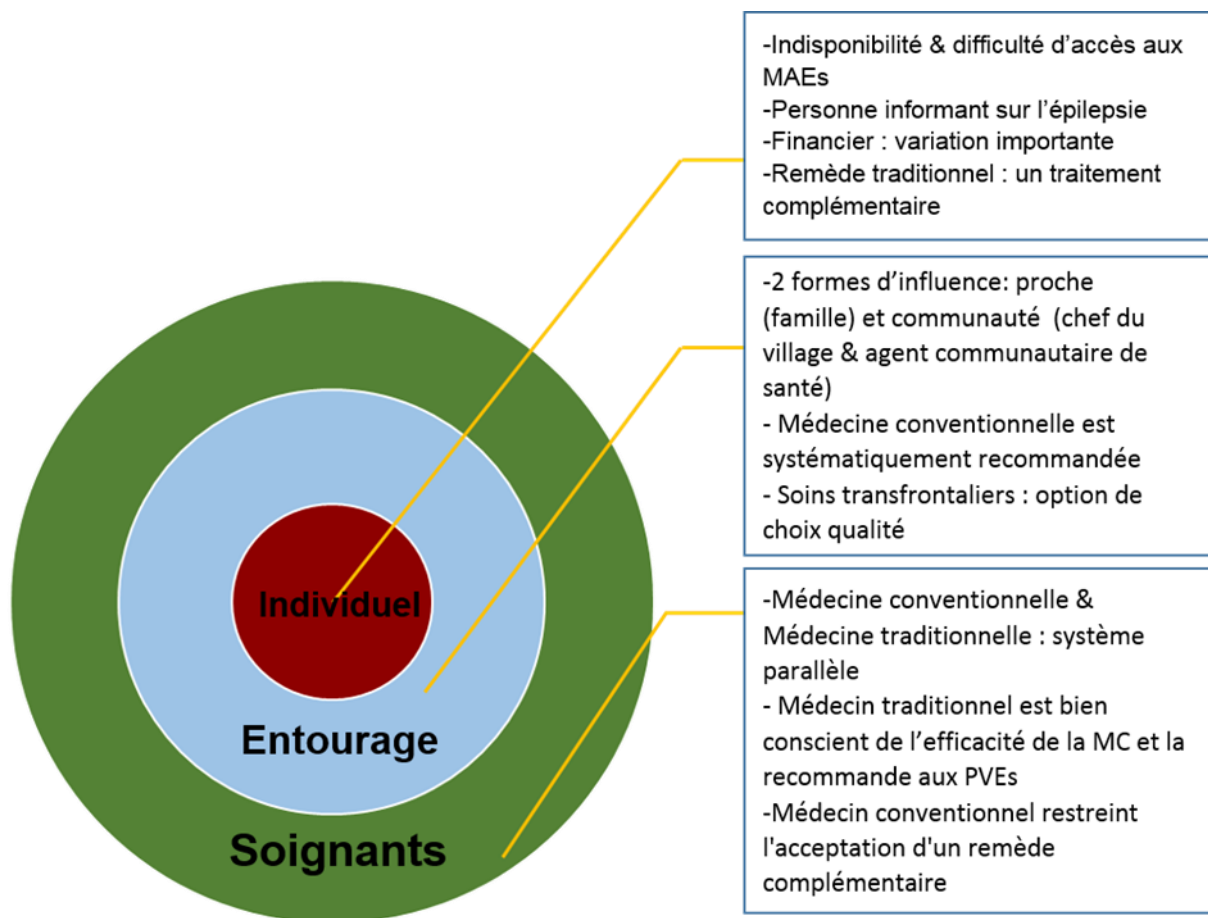 -Indisponibilité & difficulté d’accès aux
MAEs
-Personne informant sur l’épilepsie
-Financier : variation importante
-Remède traditionnel : un traitement
complémentaire
-2 formes d’influence: proche
(famille) et communauté (chef du
village & agent communautaire de
santé)
- Médecine conventionnelle est
systématiquement recommandée
- Soins transfrontaliers : option de
choix qualité
-Médecine conventionnelle &
Médecine traditionnelle : système
parallèle
- Médecin traditionnel est bien
conscient de l’efficacité de la MC et la
recommande aux PVEs
-Médecin conventionnel restreint
l'acceptation d'un remède
complémentaire
Individuel
Entourage
Soignants